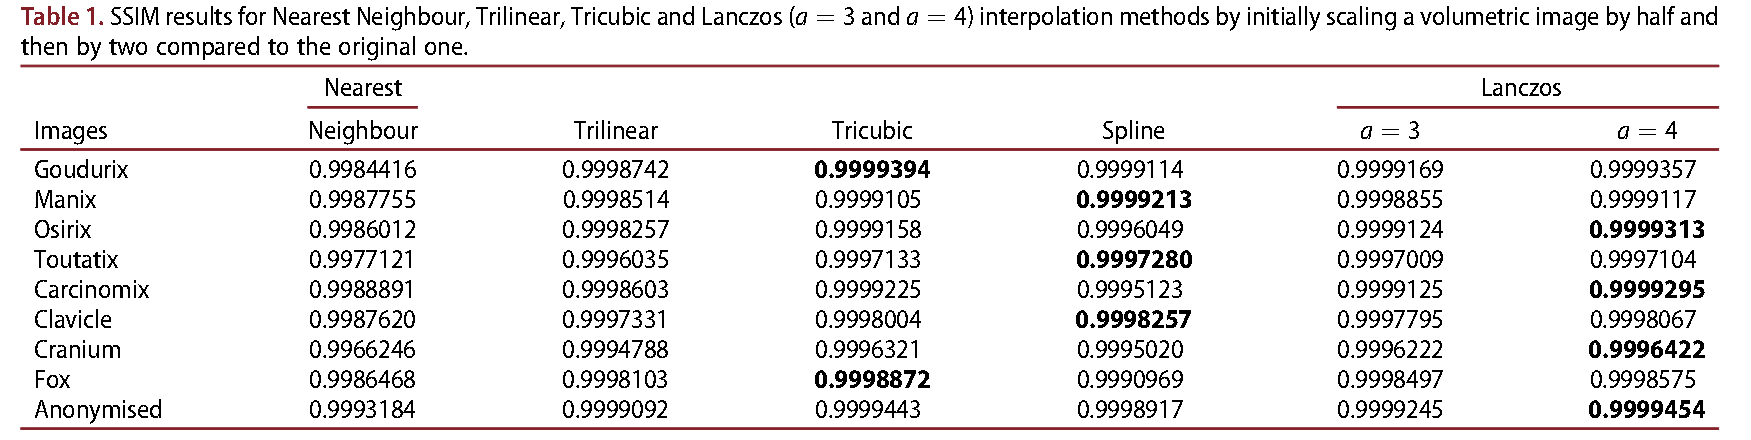 Table 1. SSIM results for Nearest Neighbour, Trilinear, Tricubic and Lanczos (a = 3 and a = 4) interpolation methods by initially scaling a volumetric image by half and
then by two compared to the original one.
Nearest Lanczos
Images Neighbour Trilinear Tricubic Spline a = 3 a = 4
Goudurix 0.9984416 0.9998742 0.9999394 0.9999114 0.9999169 0.9999357
Manix 0.9987755 0.9998514 0.9999105 0.9999213 0.9998855 0.9999117
Osirix 0.9986012 0.9998257 0.9999158 0.9996049 0.9999124 0.9999313
Toutatix 0.9977121 0.9996035 0.9997133 0.9997280 0.9997009 0.9997104
Carcinomix 0.9988891 0.9998603 0.9999225 0.9995123 0.9999125 0.9999295
Clavicle 0.9987620 0.9997331 0.9998004 0.9998257 0.9997795 0.9998067
Cranium 0.9966246 0.9994788 0.9996321 0.9995020 0.9996222 0.9996422
Fox 0.9986468 0.9998103 0.9998872 0.9990969 0.9998497 0.9998575
Anonymised 0.9993184 0.9999092 0.9999443 0.9998917 0.9999245 0.9999454